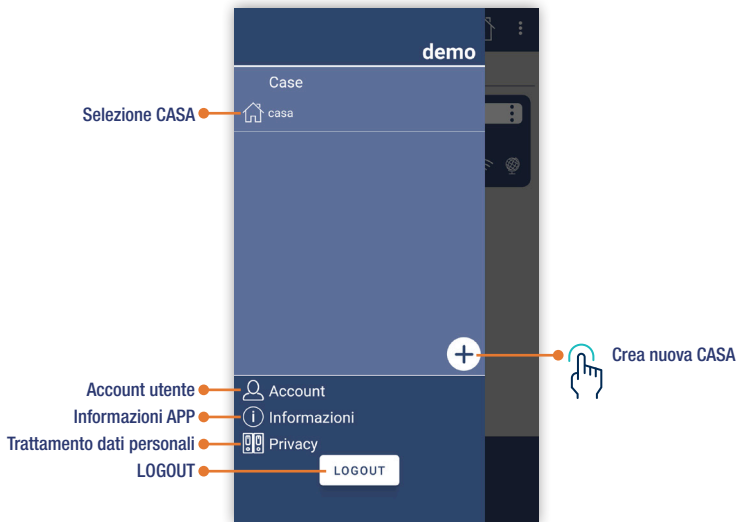 demo
Case
Selezione CASA
casa
Crea nuova CASA
Account utente
Account
Informazioni APP
Informazioni
Trattamento dati personali
Privacy
LOGOUT
LOGOUT